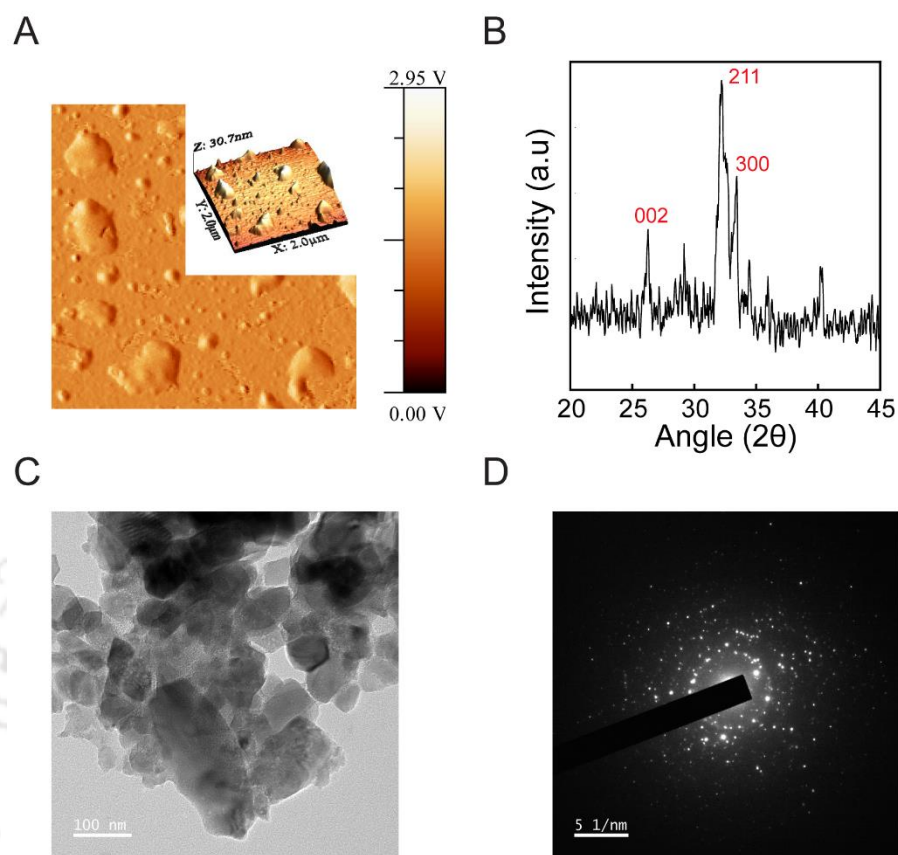 A
B
2.95 V
Z: 30.7nm
Y: 2.0µm
X: 2.0µm
0.00 V
211
300
002
Intensity (a.u)
20 25 30 35 40 45
Angle (2θ)
C
D
100 nm
5 1/nm